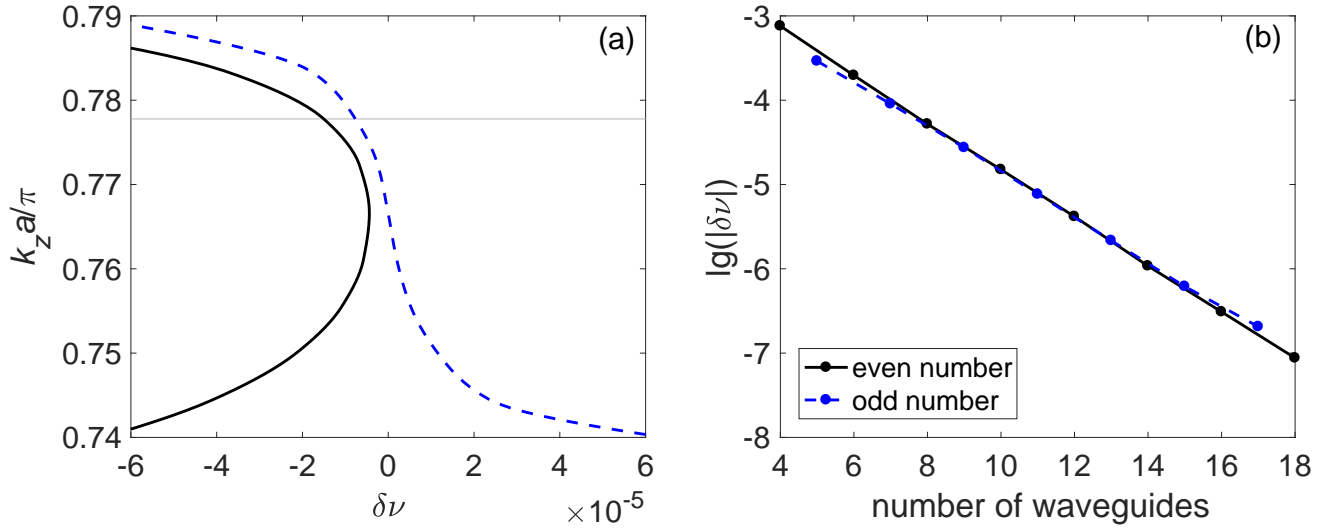 (a)
0.79
0.78
0.77
0.76
0.75
0.74
k_z a/π
-6 -4 -2 0 2 4 6
δν
×10^-5
(b)
-3
-4
-5
-6
-7
-8
lg(|δν|)
even number
odd number
4 6 8 10 12 14 16 18
number of waveguides